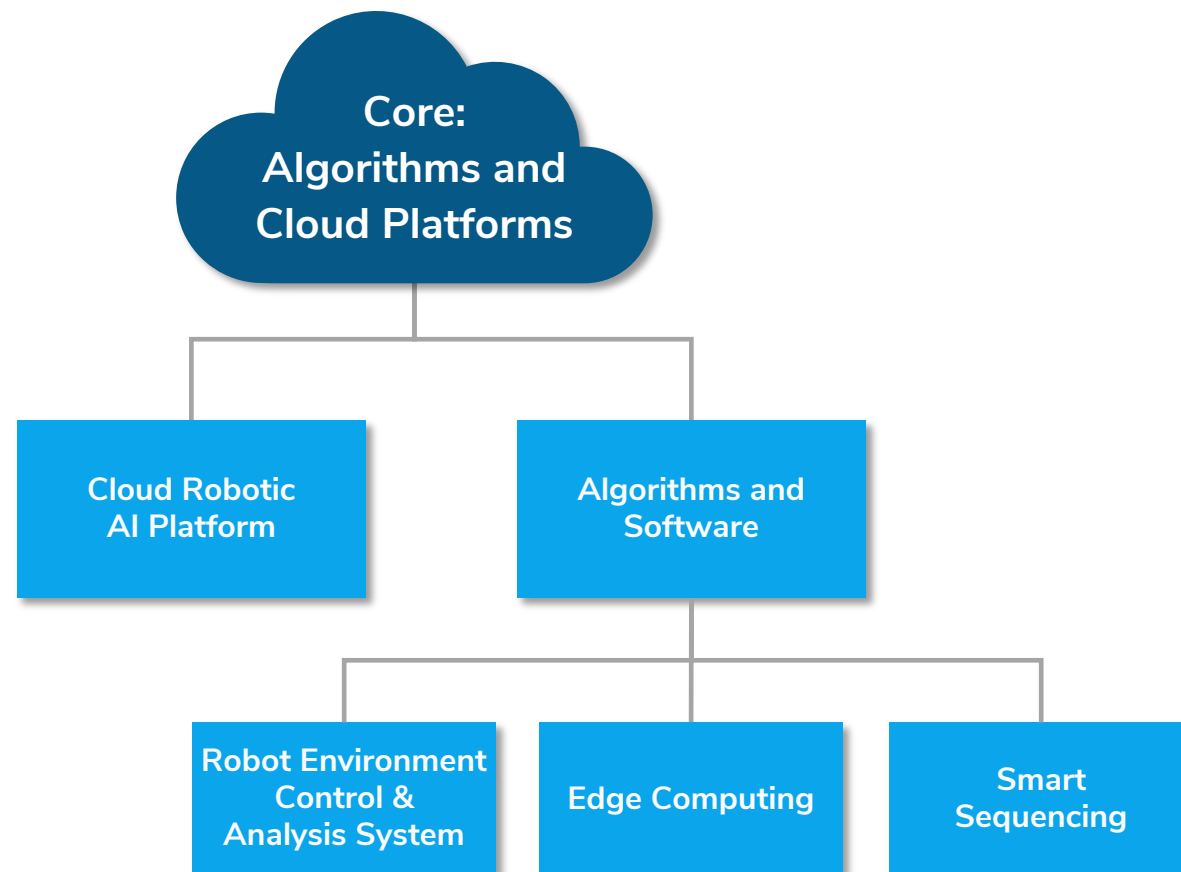 Core:
Algorithms and
Cloud Platforms
Cloud Robotic
AI Platform
Algorithms and
Software
Robot Environment
Control &
Analysis System
Edge Computing
Smart
Sequencing